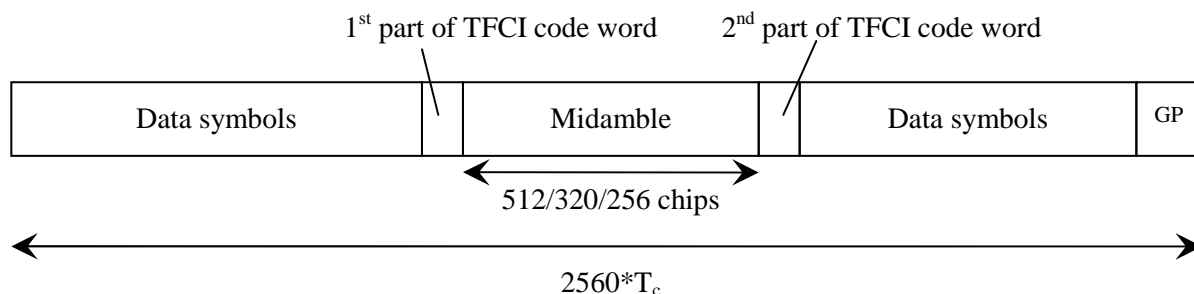 1st part of TFCI code word 2nd part of TFCI code word
Data symbols Midamble Data symbols GP
512/320/256 chips
2560*Tc